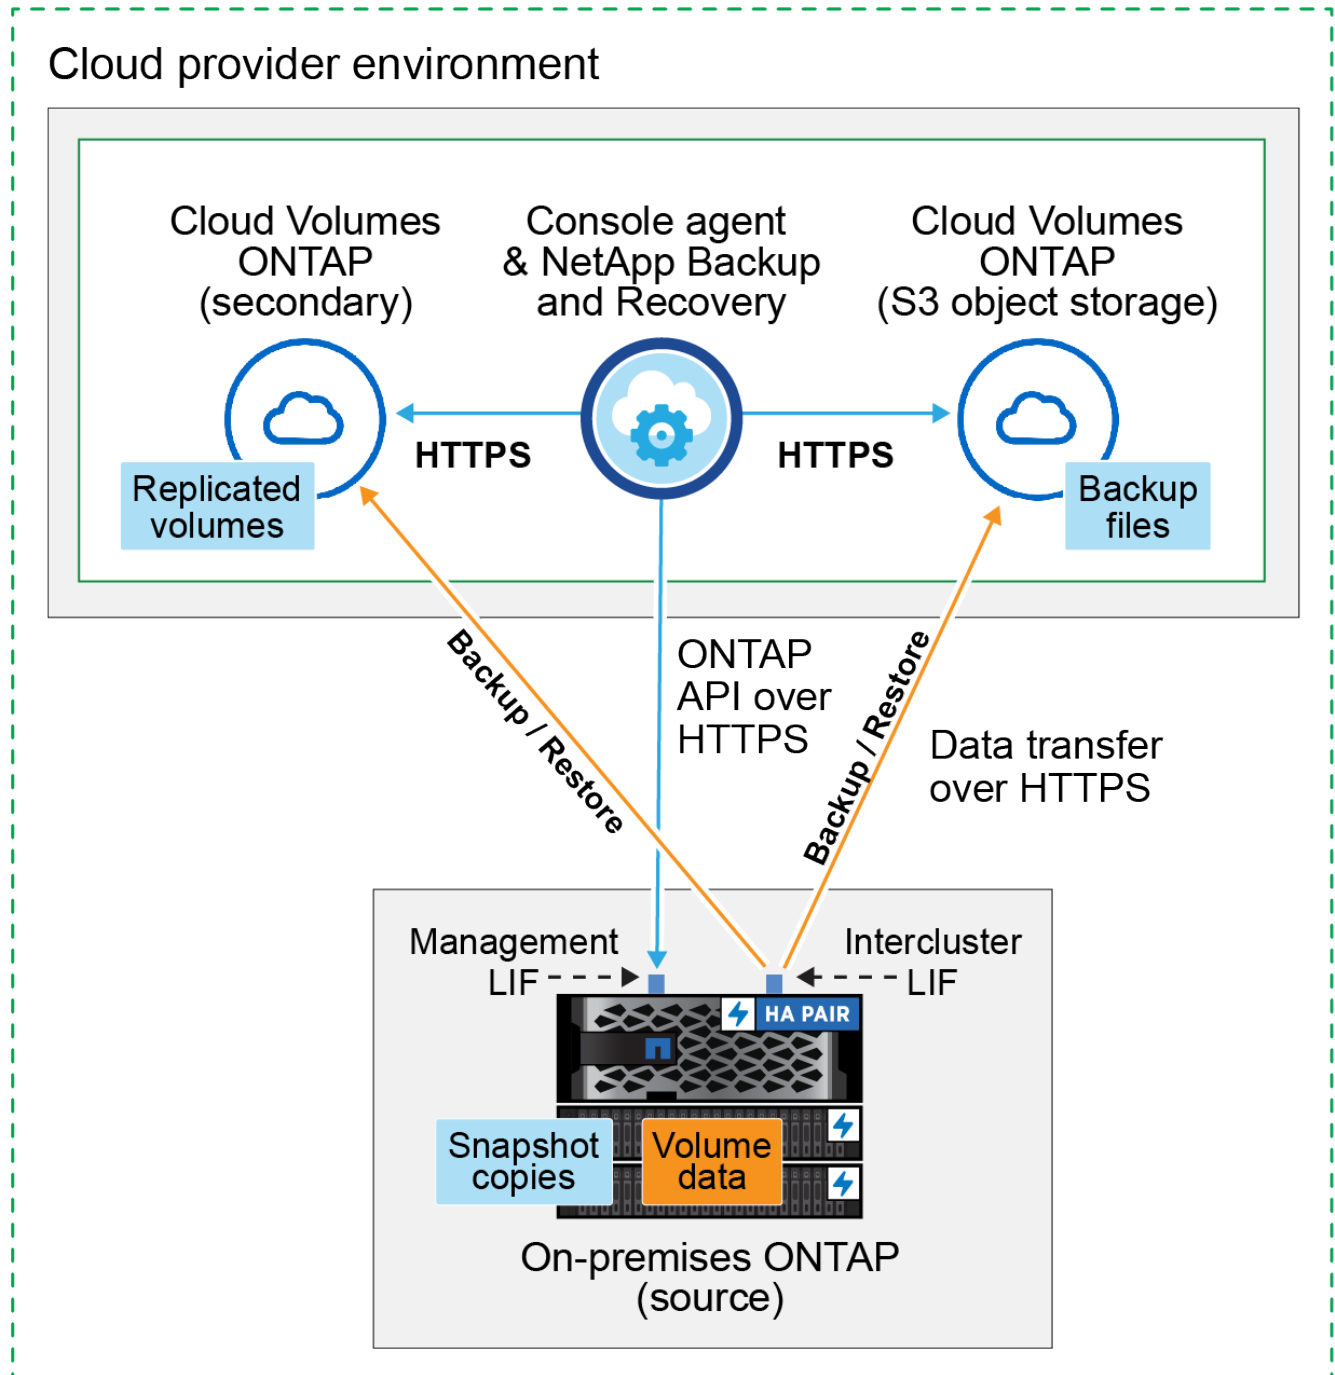 Cloud provider environment
Cloud Volumes
ONTAP
(secondary)
Console agent
& NetApp Backup
and Recovery
Cloud Volumes
ONTAP
(S3 object storage)
HTTPS
HTTPS
Replicated
volumes
Backup
files
Backup / Restore
ONTAP
API over
HTTPS
Backup / Restore
Data transfer
over HTTPS
Management
LIF
Intercluster
LIF
HA PAIR
Snapshot
copies
Volume
data
On-premises ONTAP
(source)